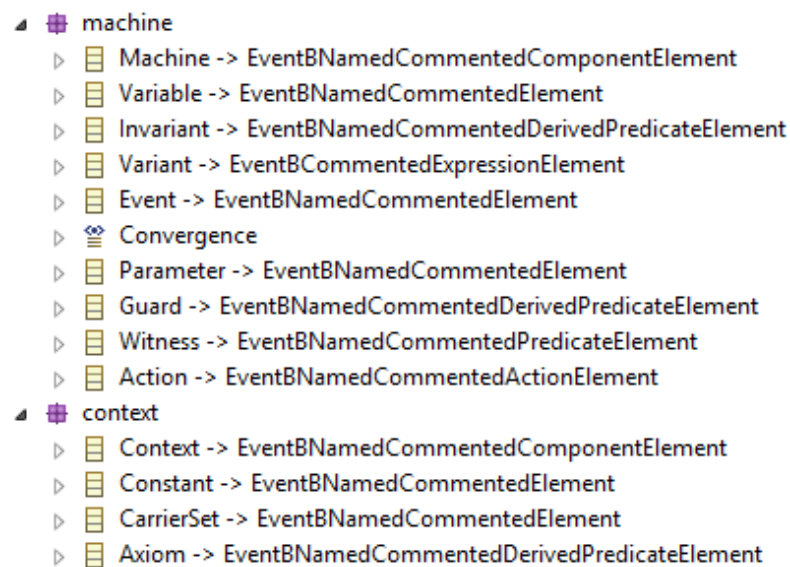 machine
Machine -> EventBNamedCommentedComponentElement
Variable -> EventBNamedCommentedElement
Invariant -> EventBNamedCommentedDerivedPredicateElement
Variant -> EventBCommentedExpressionElement
Event -> EventBNamedCommentedElement
Convergence
Parameter -> EventBNamedCommentedElement
Guard -> EventBNamedCommentedDerivedPredicateElement
Witness -> EventBNamedCommentedPredicateElement
Action -> EventBNamedCommentedActionElement
context
Context -> EventBNamedCommentedComponentElement
Constant -> EventBNamedCommentedElement
CarrierSet -> EventBNamedCommentedElement
Axiom -> EventBNamedCommentedDerivedPredicateElement